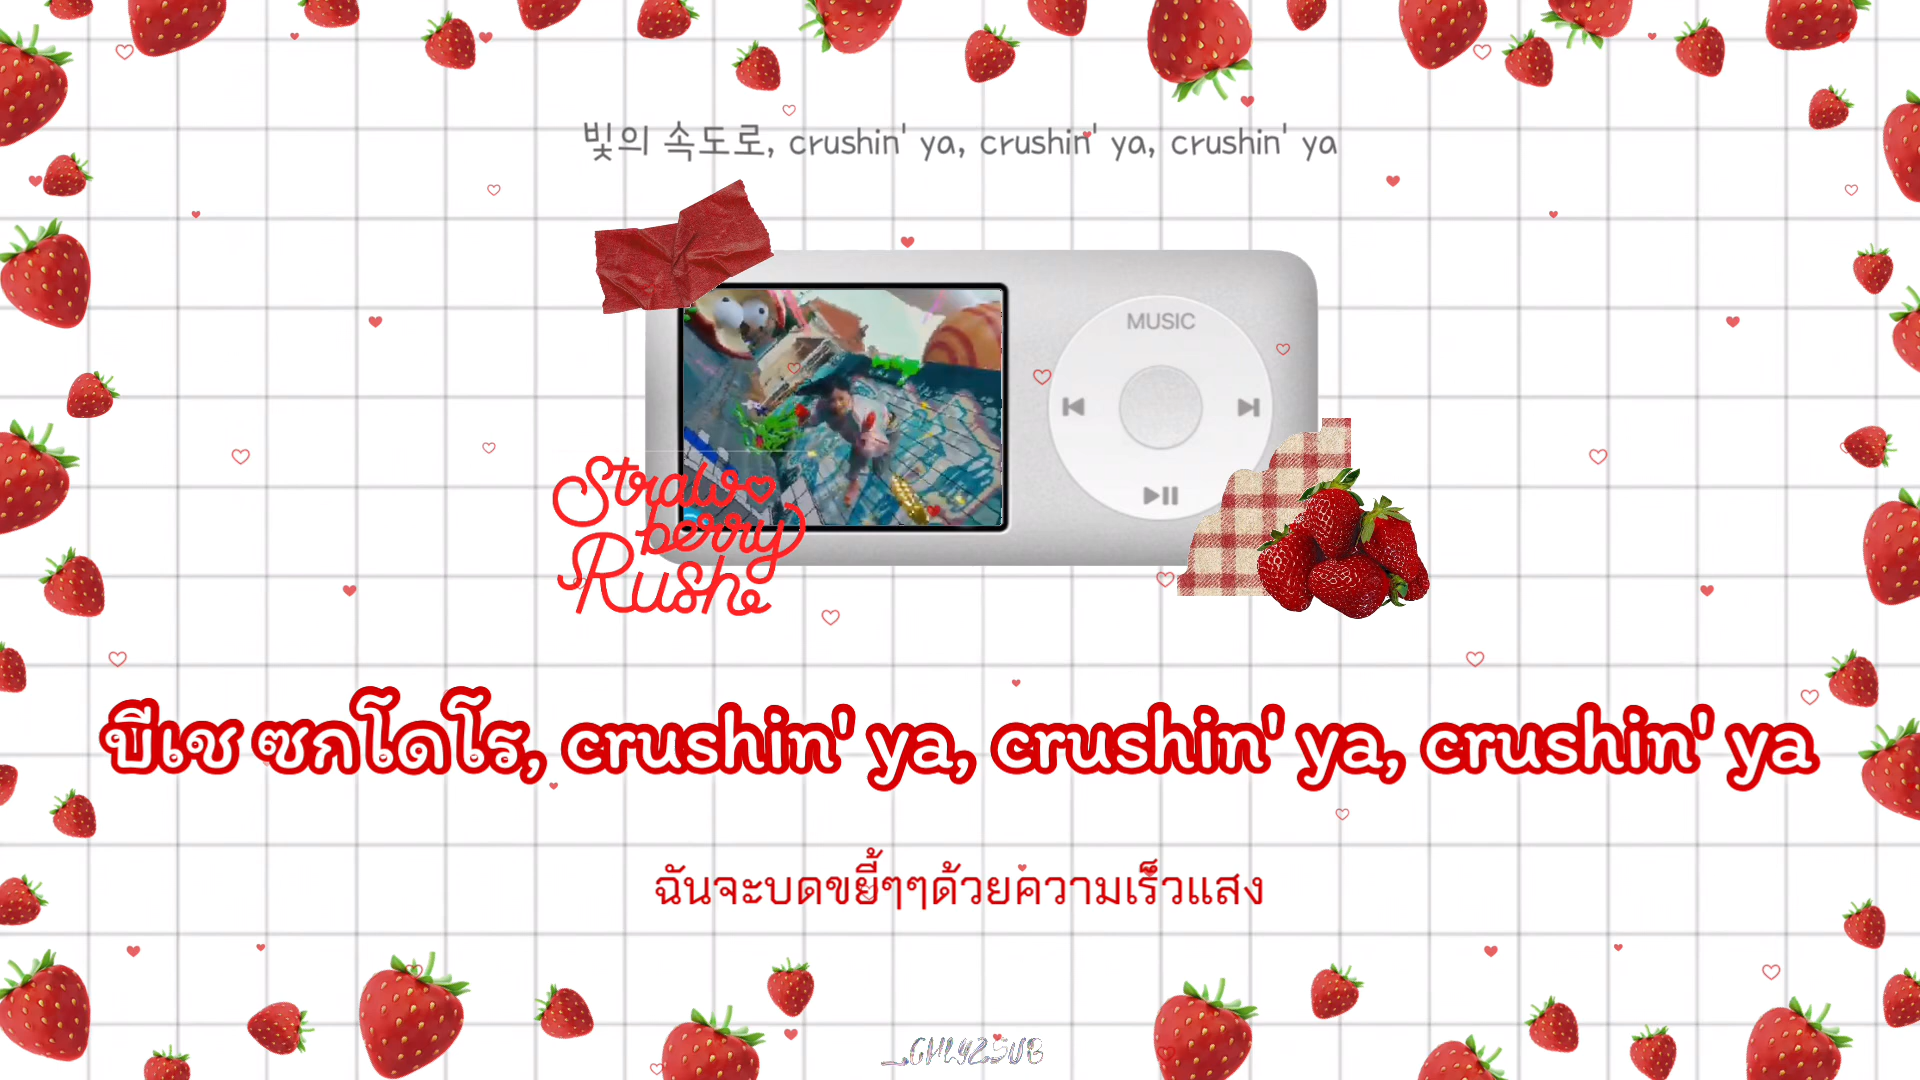 빛의 속도로, crushin' ya, crushin' ya, crushin' ya
MUSIC
Straw
berry
Rush
บีเช ซกโดโร, crushin' ya, crushin' ya, crushin' ya
ฉันจะบดขยี้ๆๆด้วยความเร็วแสง